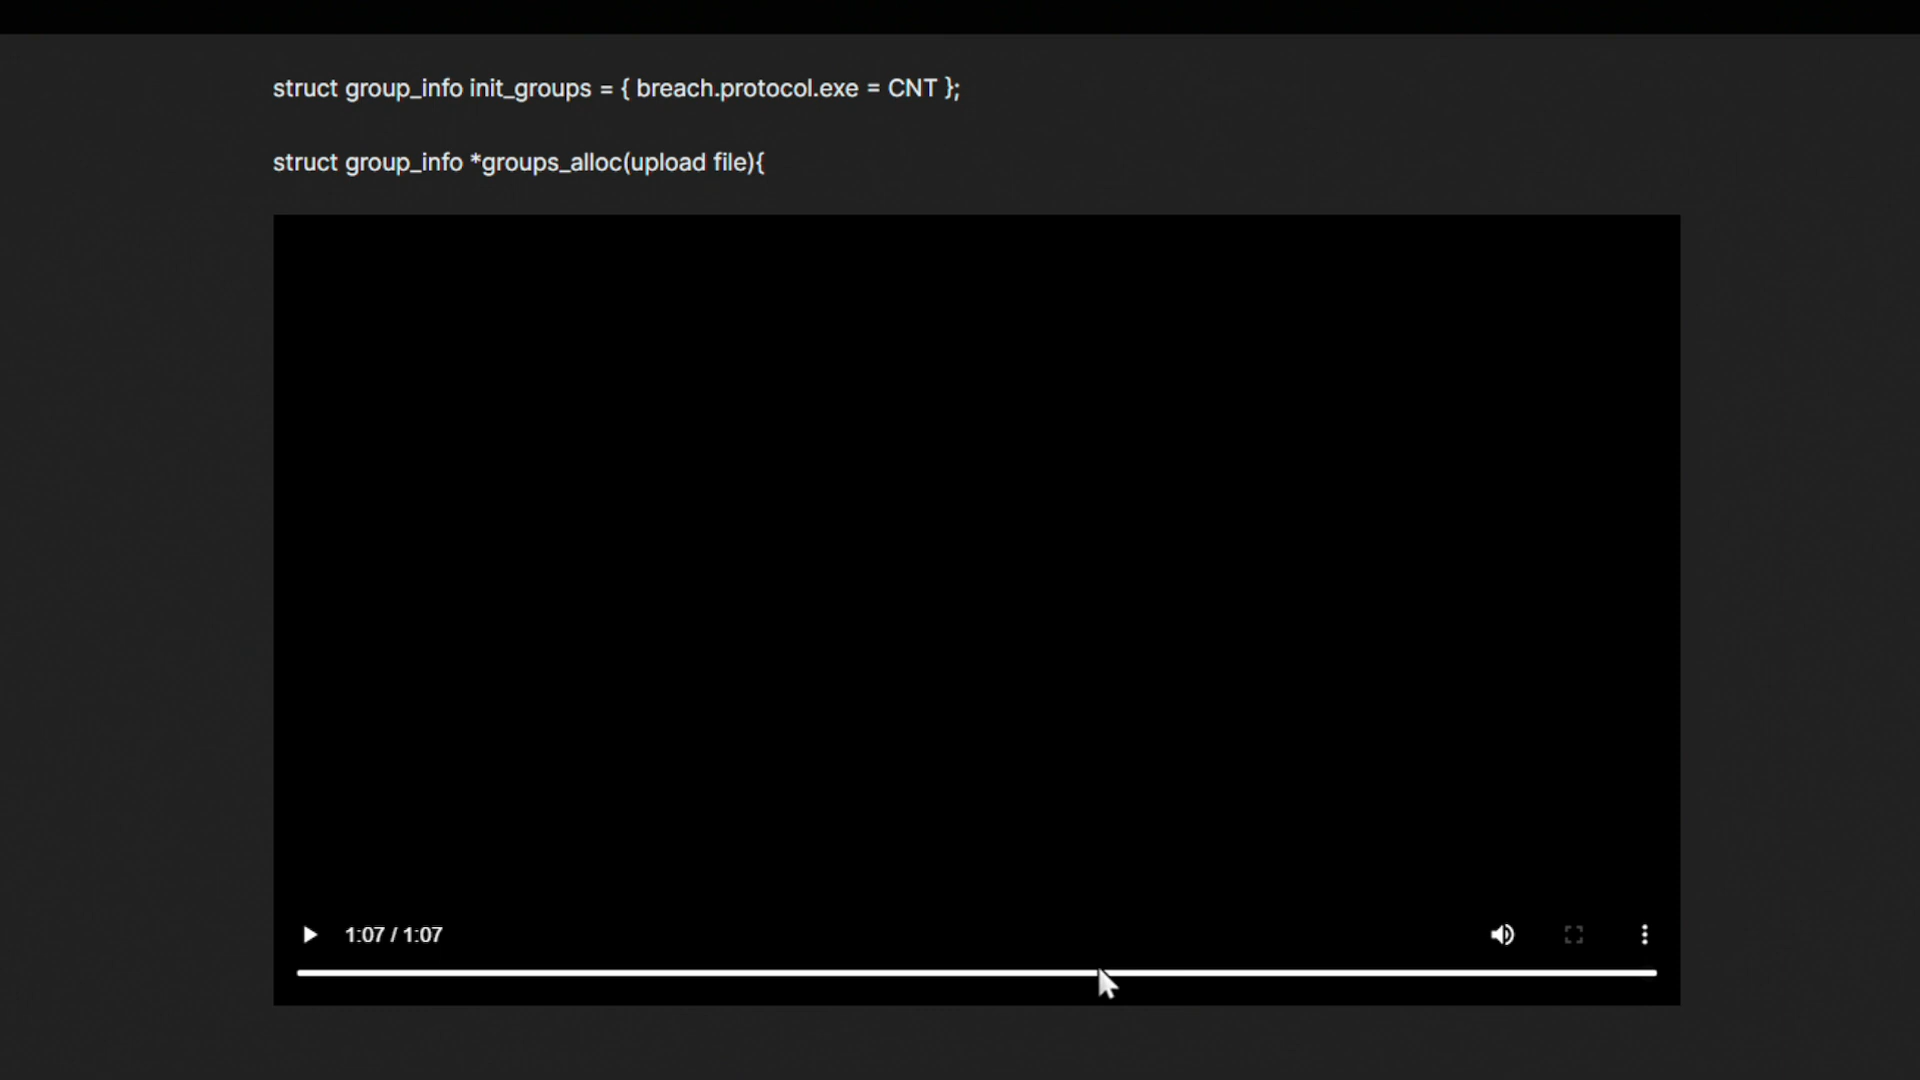 struct group_info init_groups = { breach.protocol.exe = CNT };
struct group_info *groups_alloc(upload file){
1:07 / 1:07